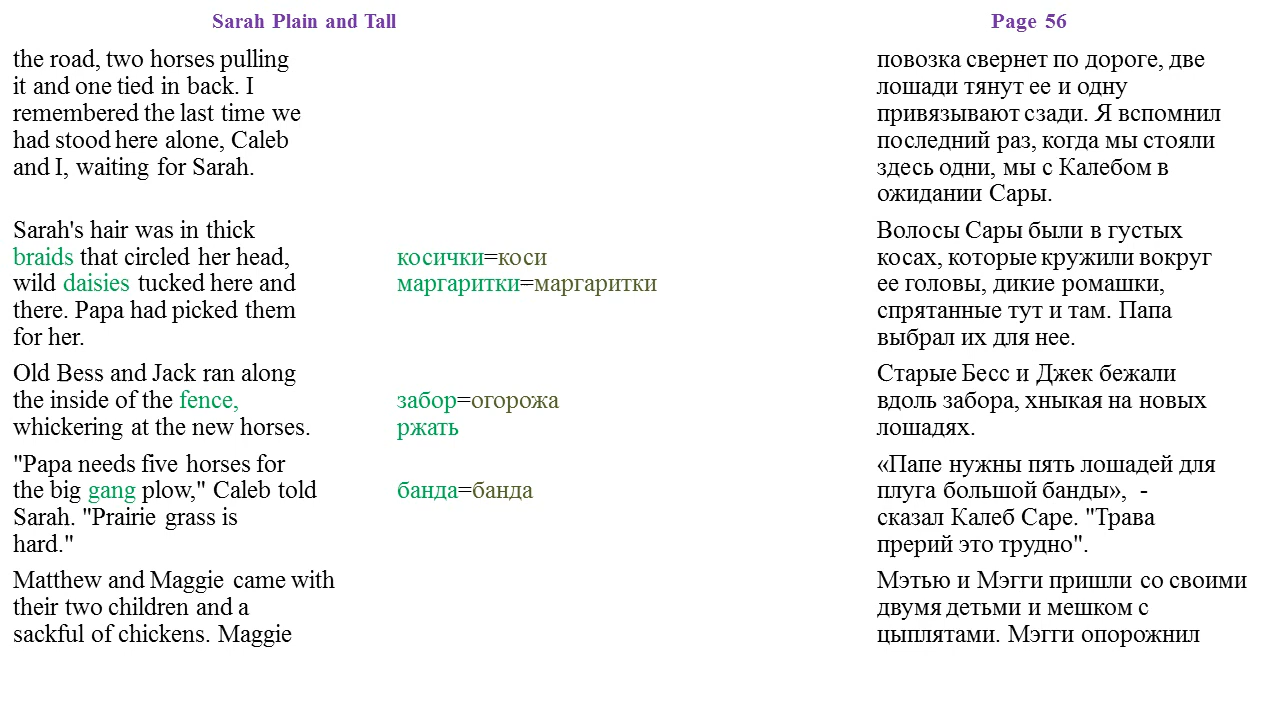 Sarah Plain and Tall
Page 56
the road, two horses pulling
it and one tied in back. I
remembered the last time we
had stood here alone, Caleb
and I, waiting for Sarah.
Sarah's hair was in thick
braids that circled her head,
wild daisies tucked here and
there. Papa had picked them
for her.
Old Bess and Jack ran along
the inside of the fence,
whickering at the new horses.
"Papa needs five horses for
the big gang plow," Caleb told
Sarah. "Prairie grass is
hard."
Matthew and Maggie came with
their two children and a
sackful of chickens. Maggie
косички=коси
маргаритки=маргаритки
забор=огорожа
ржать
банда=банда
повозка свернет по дороге, две
лошади тянут ее и одну
привязывают сзади. Я вспомнил
последний раз, когда мы стояли
здесь одни, мы с Калебом в
ожидании Сары.
Волосы Сары были в густых
косах, которые кружили вокруг
ее головы, дикие ромашки,
спрятанные тут и там. Папа
выбрал их для нее.
Старые Бесс и Джек бежали
вдоль забора, хныкая на новых
лошадях.
«Папе нужны пять лошадей для
плуга большой банды», -
сказал Калеб Саре. "Трава
прерий это трудно".
Мэтью и Мэгги пришли со своими
двумя детьми и мешком с
цыплятами. Мэгги опорожнил